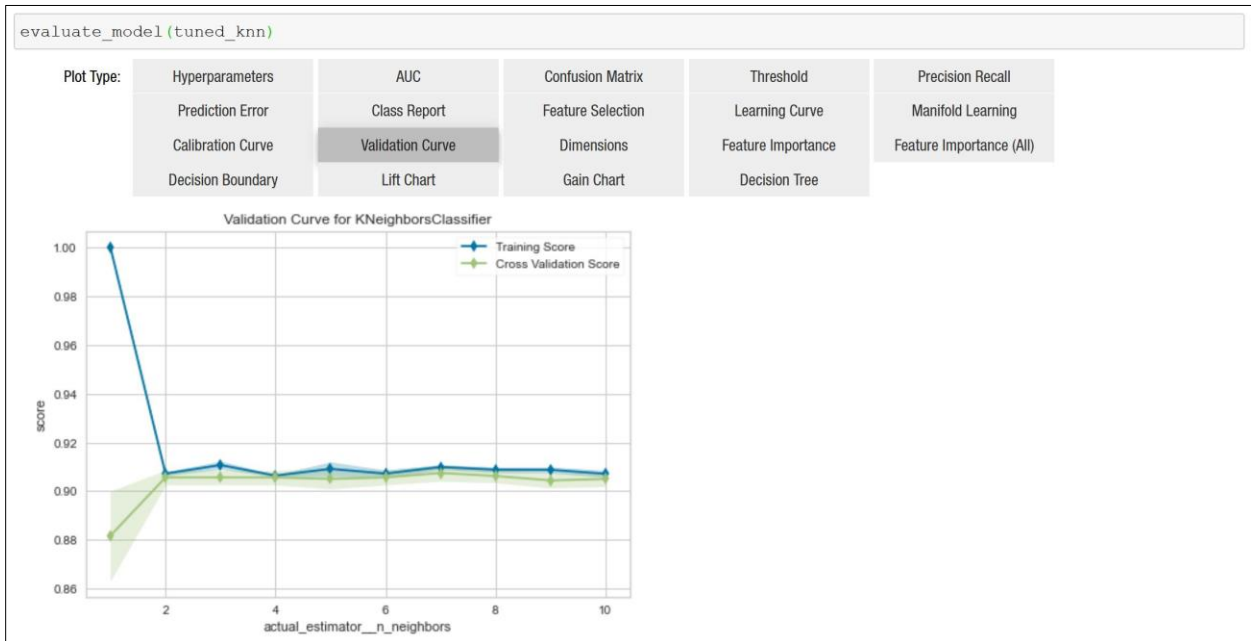 evaluate_model(tuned_knn)
Plot Type: Hyperparameters AUC Confusion Matrix Threshold Precision Recall
Prediction Error Class Report Feature Selection Learning Curve Manifold Learning
Calibration Curve Validation Curve Dimensions Feature Importance Feature Importance (All)
Decision Boundary Lift Chart Gain Chart Decision Tree
Validation Curve for KNeighborsClassifier
Training Score
Cross Validation Score
1.00
0.98
0.96
0.94
0.92
0.90
0.88
0.86
score
2 4 6 8 10
actual_estimator__n_neighbors